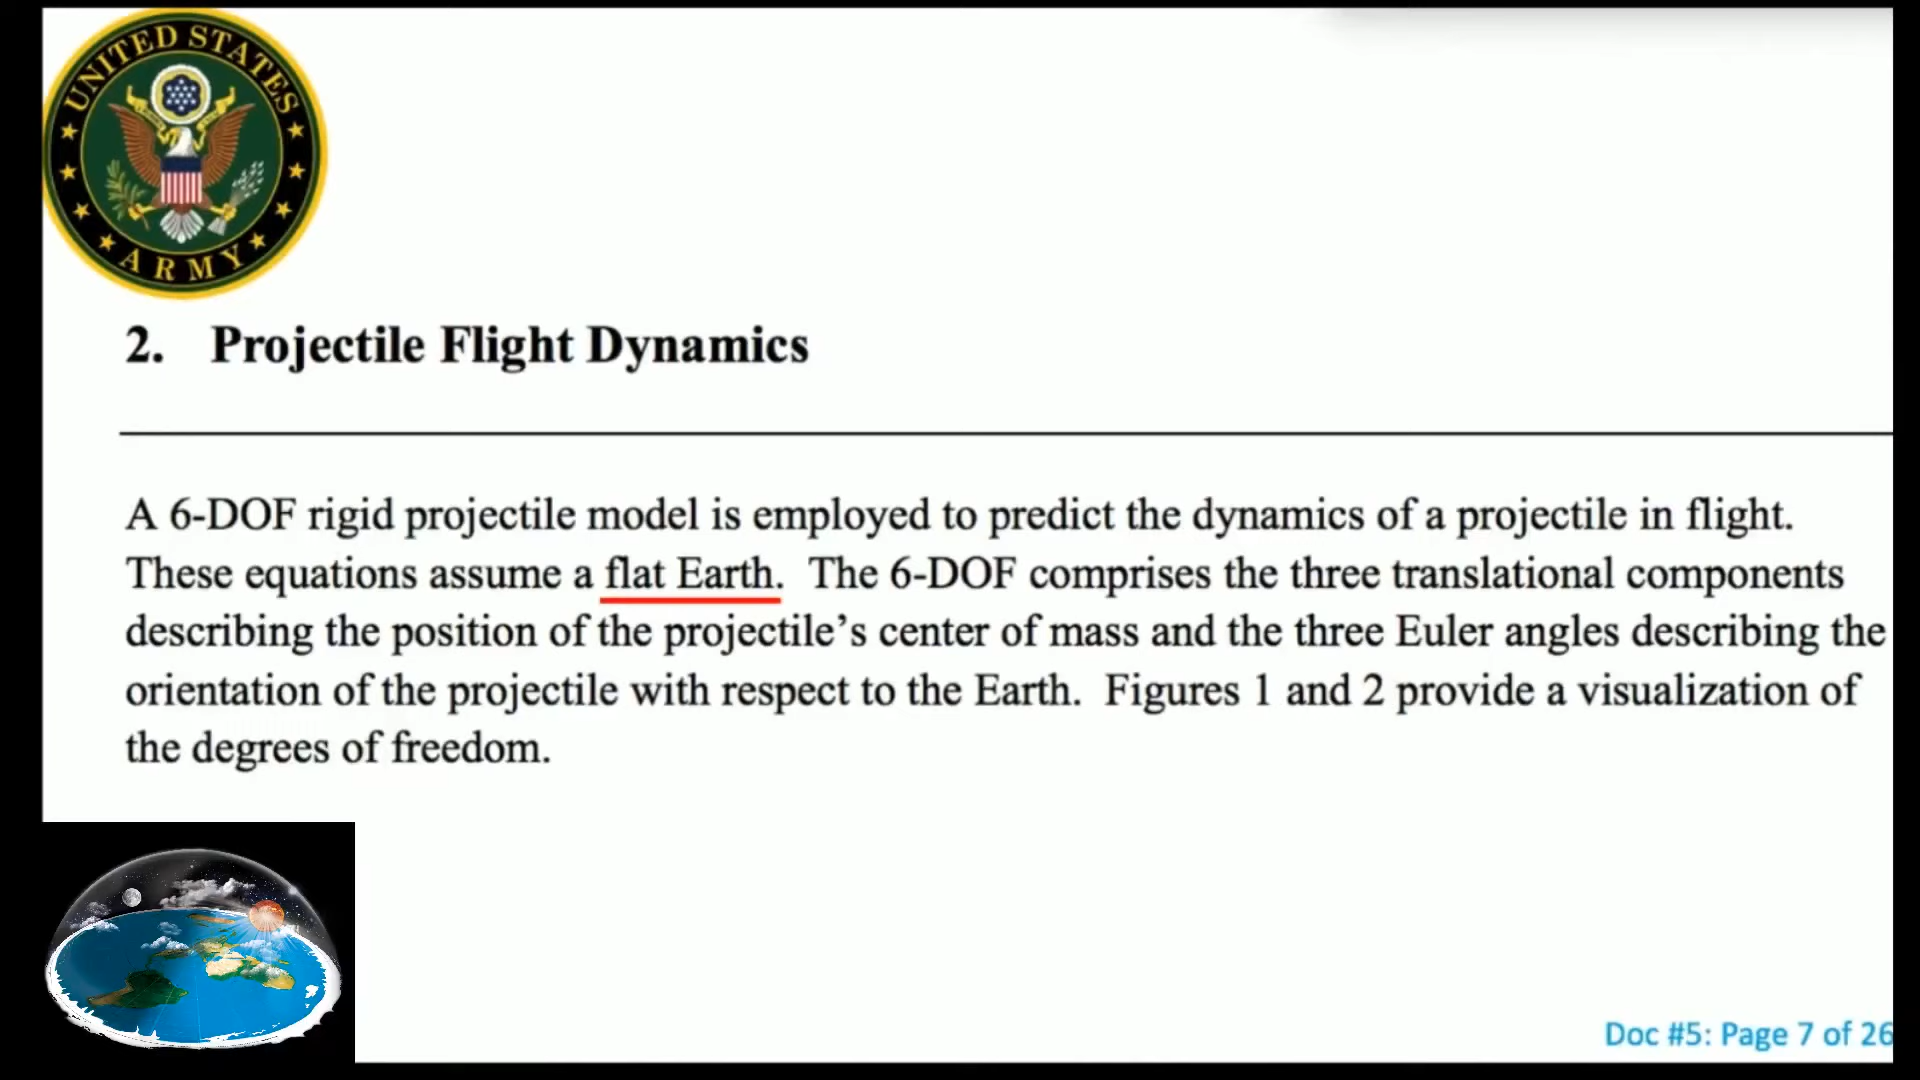 UNITED STATES
ARMY
2. Projectile Flight Dynamics
A 6-DOF rigid projectile model is employed to predict the dynamics of a projectile in flight.
These equations assume a flat Earth. The 6-DOF comprises the three translational components
describing the position of the projectile’s center of mass and the three Euler angles describing the
orientation of the projectile with respect to the Earth. Figures 1 and 2 provide a visualization of
the degrees of freedom.
Doc #5: Page 7 of 26